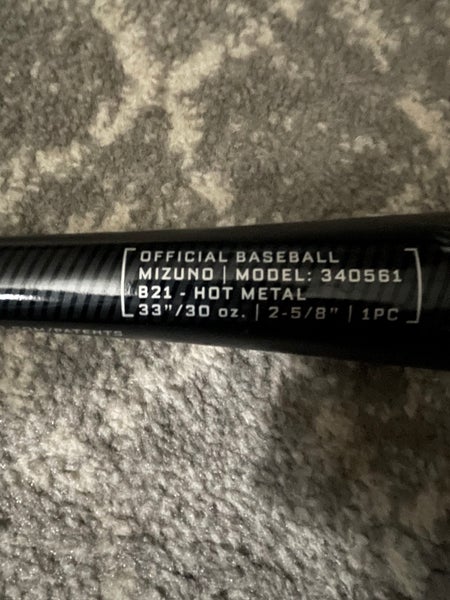 OFFICIAL BASEBALL
MIZUNO | MODEL: 340561
B21 - HOT METAL
33"/30 oz. | 2-5/8" | 1PC